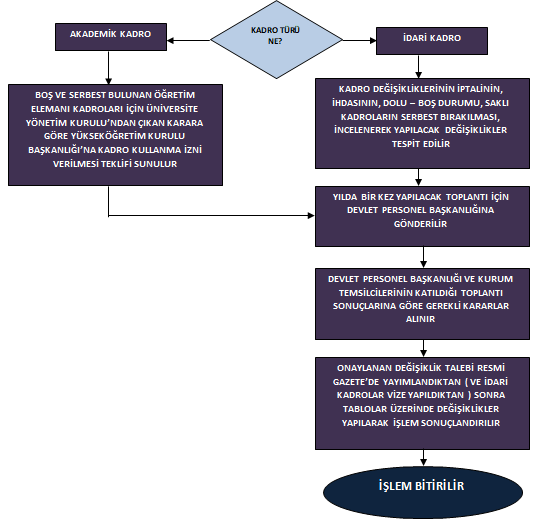 KADRO TÜRÜ
NE?
AKADEMİK KADRO
İDARİ KADRO
BOŞ VE SERBEST BULUNAN ÖĞRETİM
ELEMANI KADROLARI İÇİN ÜNİVERSİTE
YÖNETİM KURULU'NDAN ÇIKAN KARARA
GÖRE YÜKSEKÖĞRETİM KURULU
BAŞKANLIĞI'NA KADRO KULLANMA İZNİ
VERİLMESİ TEKLİFİ SUNULUR
KADRO DEĞİŞİKLİKLERİNİN İPTALİNİN,
İHDASININ, DOLU – BOŞ DURUMU, SAKLI
KADROLARIN SERBEST BIRAKILMASI,
İNCELENEREK YAPILACAK DEĞİŞİKLİKLER
TESPİT EDİLİR
YILDA BİR KEZ YAPILACAK TOPLANTI İÇİN
DEVLET PERSONEL BAŞKANLIĞINA
GÖNDERİLİR
DEVLET PERSONEL BAŞKANLIĞI VE KURUM
TEMSİLCİLERİNİN KATILDIĞI TOPLANTI
SONUÇLARINA GÖRE GEREKLİ KARARLAR
ALINIR
ONAYLANAN DEĞİŞİKLİK TALEBİ RESMİ
GAZETE'DE YAYIMLANDIKTAN ( VE İDARİ
KADROLAR VİZE YAPILDIKTAN ) SONRA
TABLOLAR ÜZERİNDE DEĞİŞİKLİKLER
YAPILARAK İŞLEM SONUÇLANDIRILIR
İŞLEM BİTİRİLİR